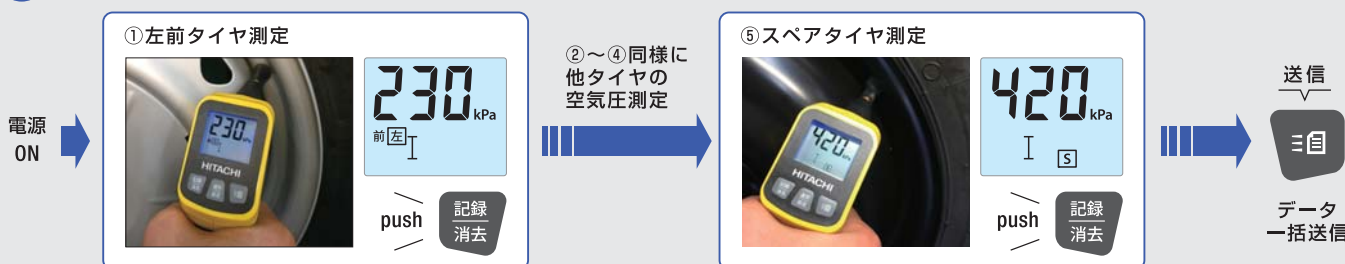 電源
ON
①左前タイヤ測定
230
HITACHI
230 kPa
前左
push
記録
消去
②～④同様に
他タイヤの
空気圧測定
⑤スペアタイヤ測定
420
HITACHI
420 kPa
S
push
記録
消去
送信
データ
一括送信